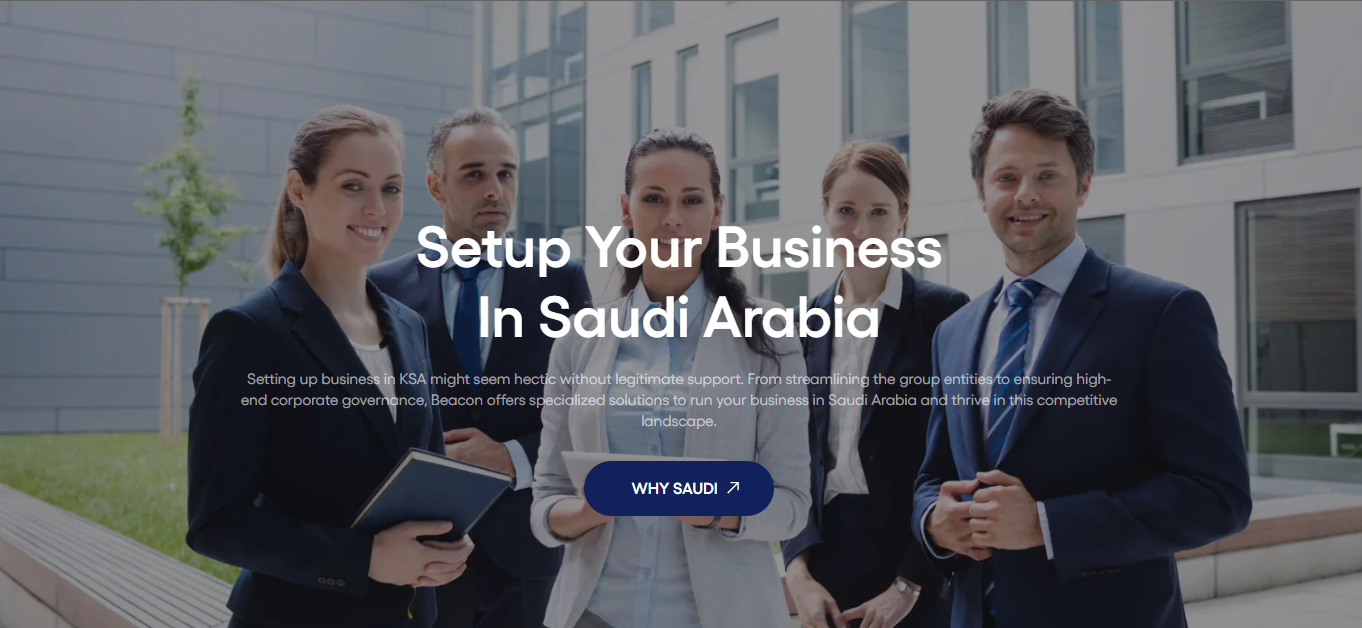 Setup Your Business
In Saudi Arabia
Setting up business in KSA might seem hectic without legitimate support. From streamlining the group entities to ensuring high-
end corporate governance, Beacon offers specialized solutions to run your business in Saudi Arabia and thrive in this competitive
landscape.
WHY SAUDI